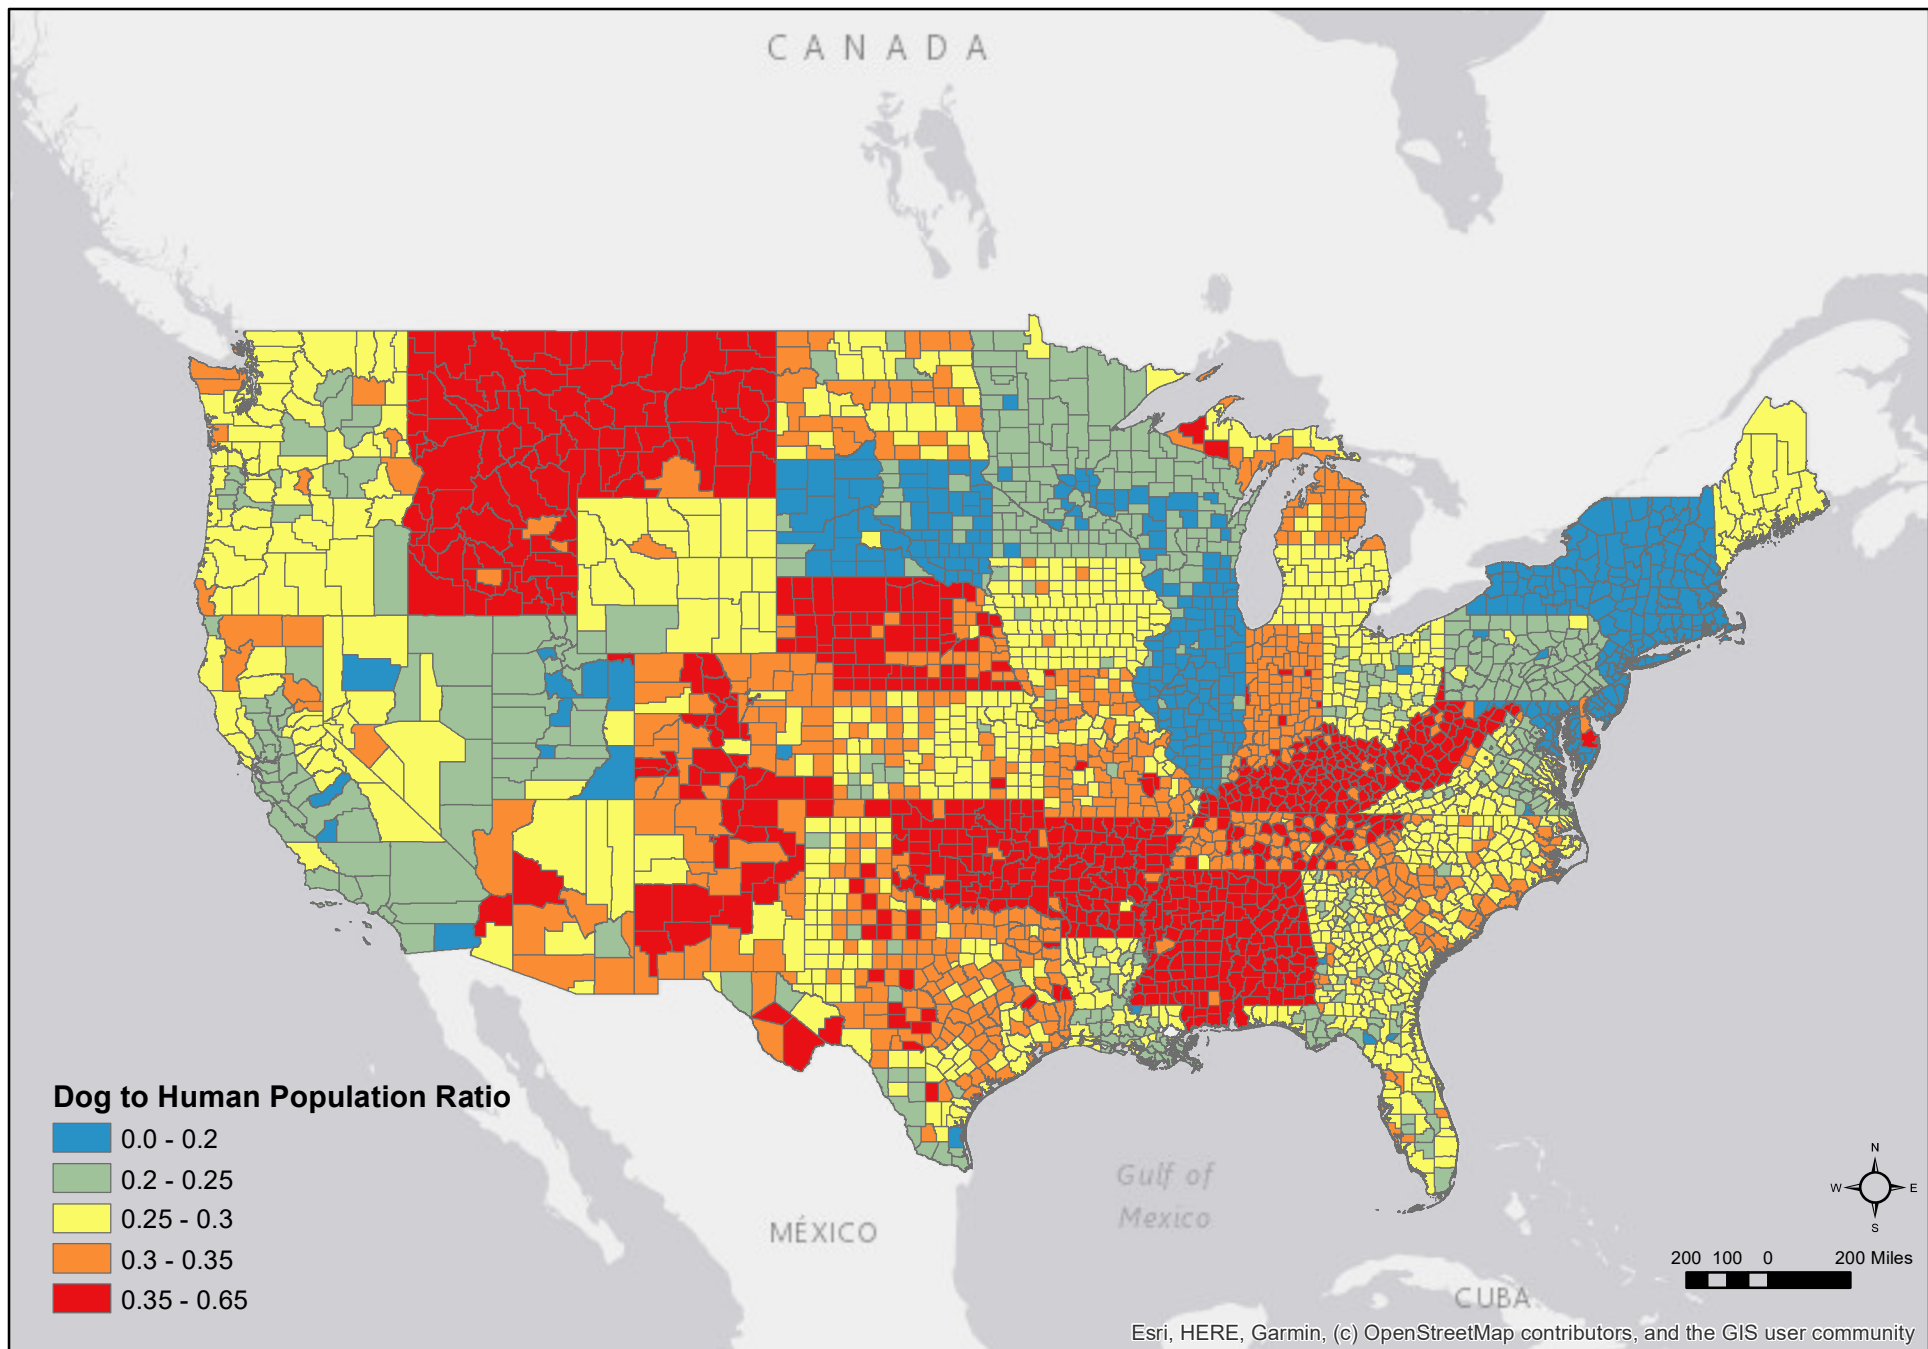 CANADA
Dog to Human Population Ratio
0.0 - 0.2
0.2 - 0.25
0.25 - 0.3
0.3 - 0.35
0.35 - 0.65
MÉXICO
Gulf of
Mexico
CUBA
N
W E
S
200 100 0 200 Miles
Esri, HERE, Garmin, (c) OpenStreetMap contributors, and the GIS user community